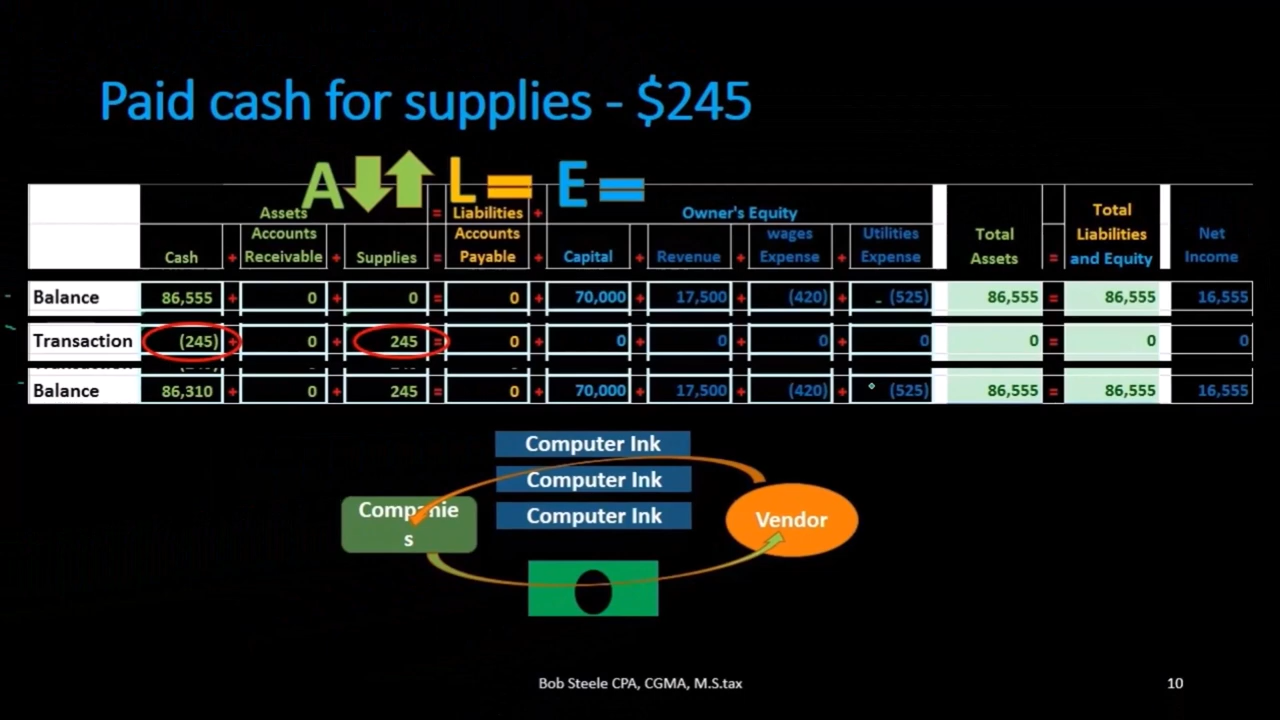 Paid cash for supplies - $245
A L = E =
Assets = Liabilities + Owner's Equity
Cash + Accounts Receivable + Supplies = Accounts Payable + Capital + Revenue + wages Expense + Utilities Expense Total Assets = Total Liabilities and Equity Net Income
Balance 86,555 + 0 + 0 = 0 + 70,000 + 17,500 + (420) + (525) 86,555 = 86,555 16,555
Transaction (245) + 0 + 245 = 0 + 0 + 0 + 0 + 0 0 = 0 0
Balance 86,310 + 0 + 245 = 0 + 70,000 + 17,500 + (420) + (525) 86,555 = 86,555 16,555
Computer Ink
Computer Ink
Computer Ink
Companie
s
Vendor
Bob Steele CPA, CGMA, M.S.tax
10